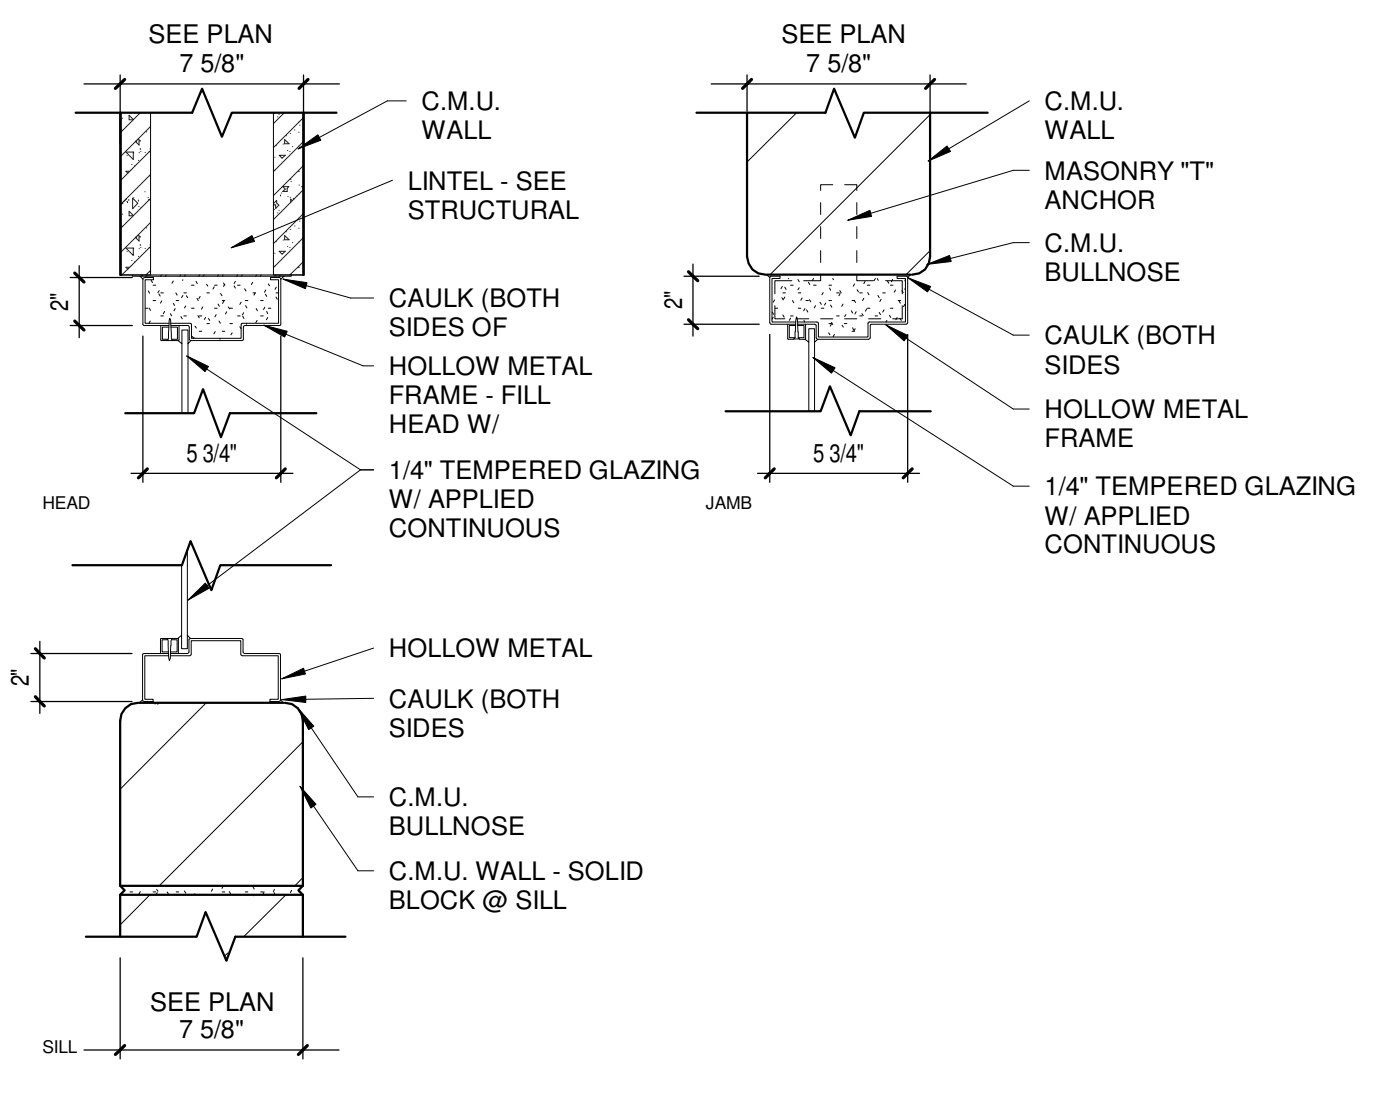 SEE PLAN
7 5/8"
C.M.U.
WALL
LINTEL - SEE
STRUCTURAL
2"
CAULK (BOTH
SIDES OF
HOLLOW METAL
FRAME - FILL
HEAD W/
5 3/4"
1/4" TEMPERED GLAZING
W/ APPLIED
CONTINUOUS
HEAD
SEE PLAN
7 5/8"
C.M.U.
WALL
MASONRY "T"
ANCHOR
C.M.U.
BULLNOSE
2"
CAULK (BOTH
SIDES
HOLLOW METAL
FRAME
5 3/4"
1/4" TEMPERED GLAZING
W/ APPLIED
CONTINUOUS
JAMB
HOLLOW METAL
2"
CAULK (BOTH
SIDES
C.M.U.
BULLNOSE
C.M.U. WALL - SOLID
BLOCK @ SILL
SEE PLAN
7 5/8"
SILL